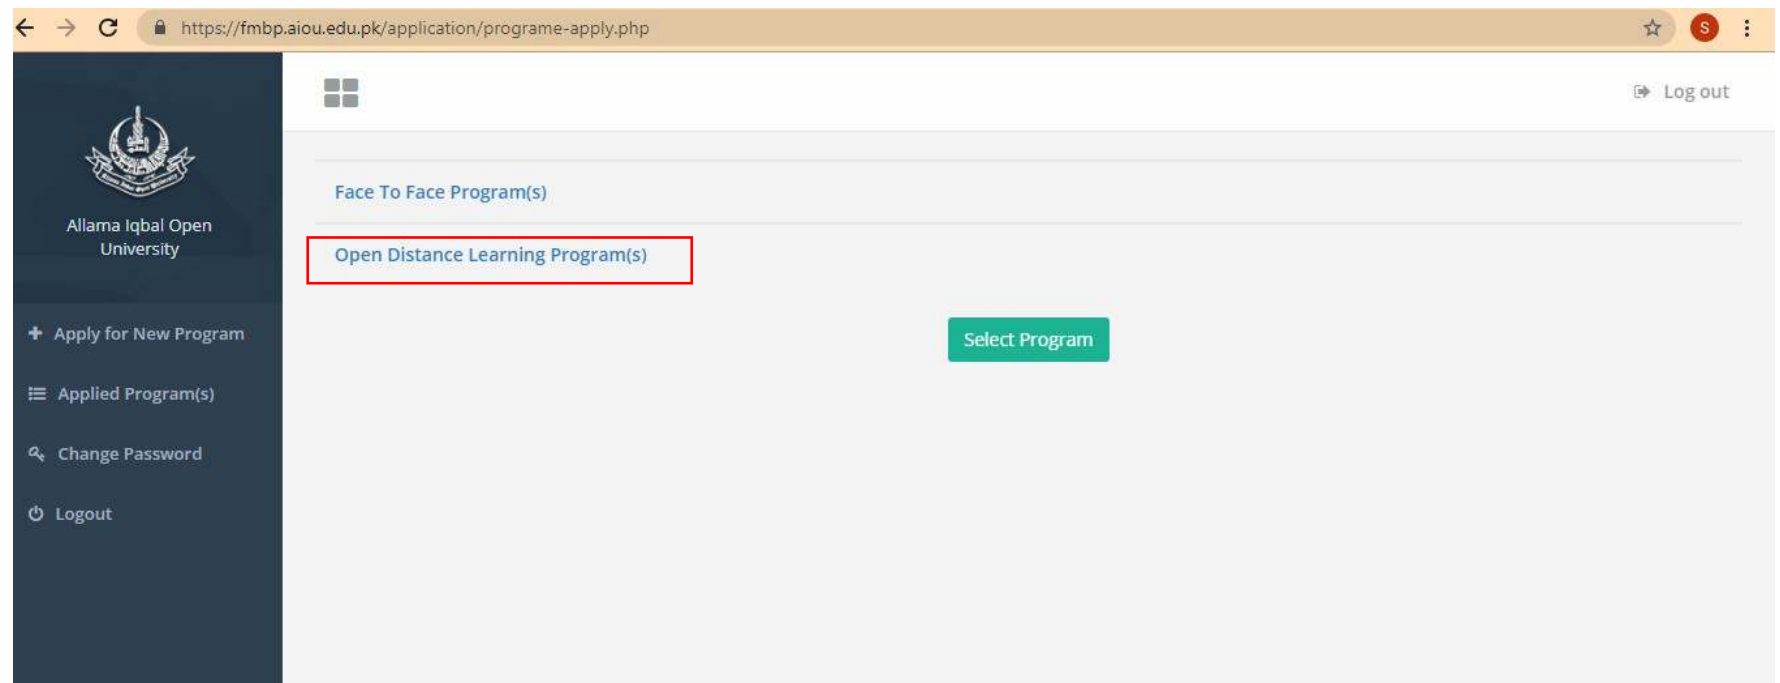 https://fmbp.aiou.edu.pk/application/programe-apply.php
S
Allama Iqbal Open
University
+ Apply for New Program
Applied Program(s)
Change Password
Logout
Log out
Face To Face Program(s)
Open Distance Learning Program(s)
Select Program